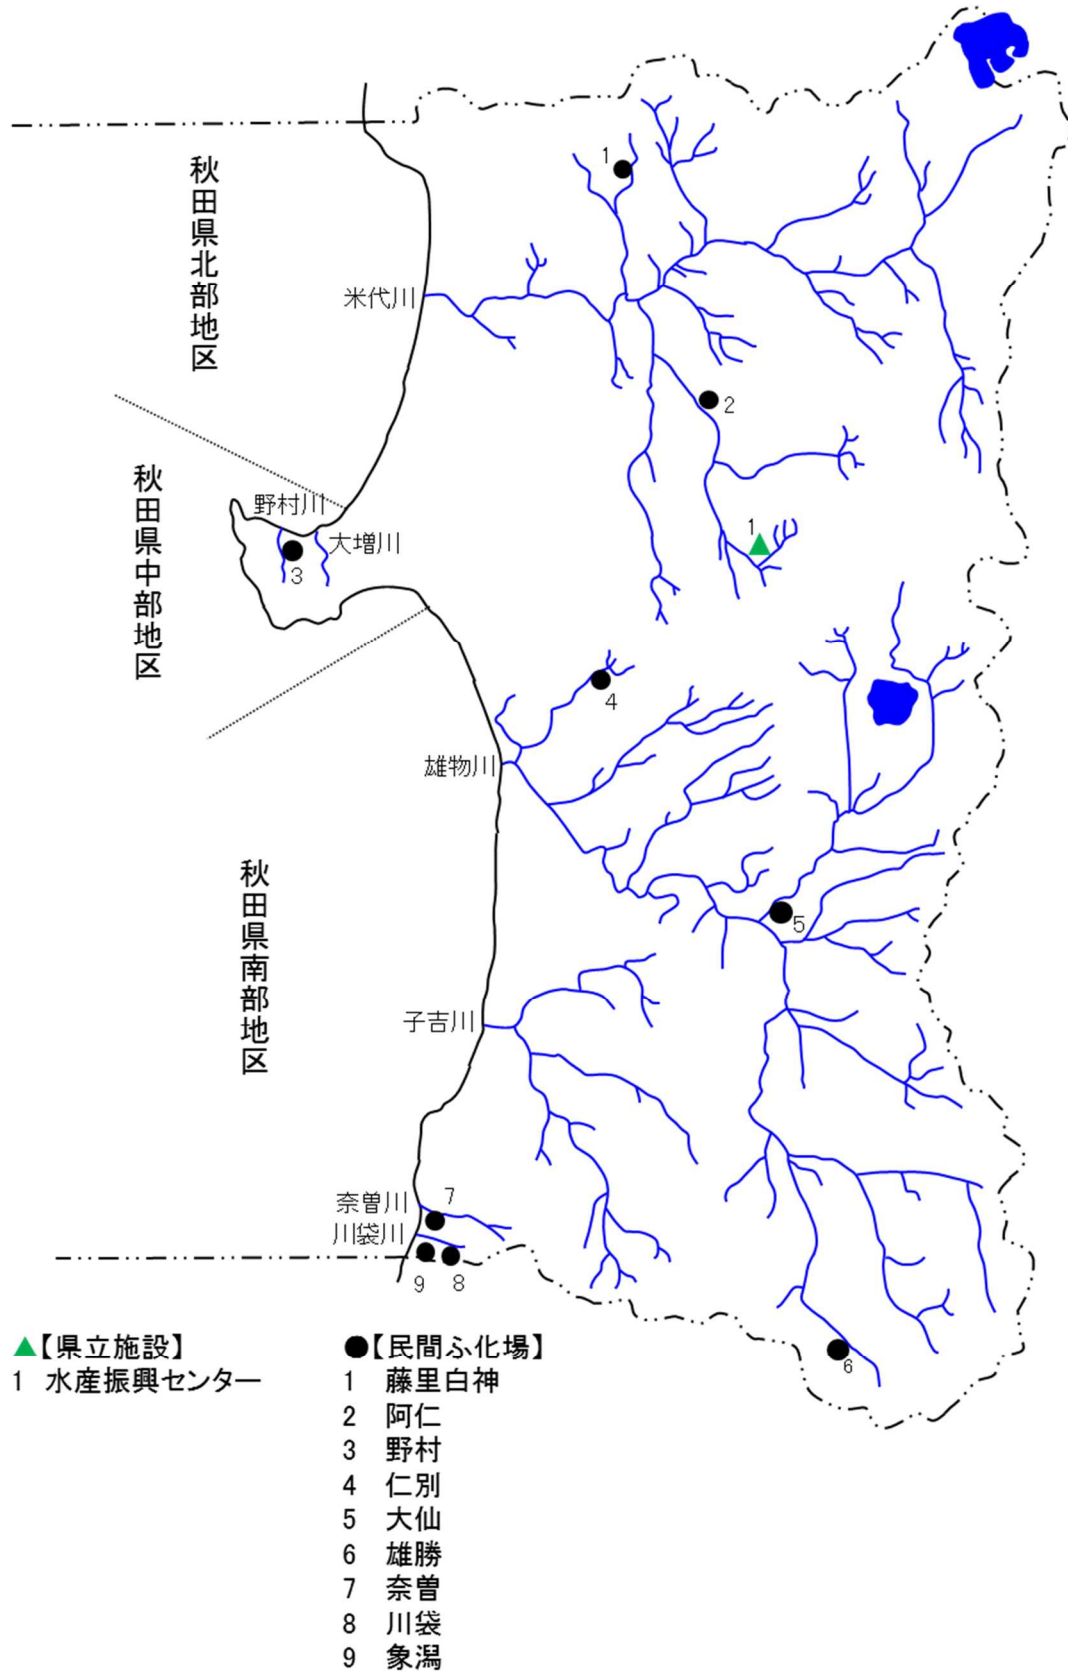 秋田県北部地区
米代川
1
2
秋田県中部地区
野村川
大増川
3
1
4
雄物川
秋田県南部地区
5
子吉川
奈曽川
7
川袋川
9
8
6
▲【県立施設】
1 水産振興センター
●【民間ふ化場】
1 藤里白神
2 阿仁
3 野村
4 仁別
5 大仙
6 雄勝
7 奈曽
8 川袋
9 象潟